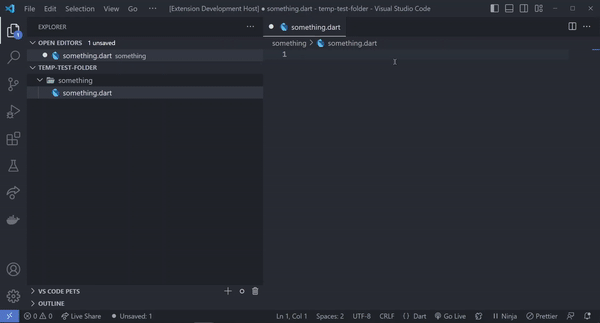 File Edit Selection View Go ··· [Extension Development Host] ● something.dart - temp-test-folder - Visual Studio Code
EXPLORER ···
OPEN EDITORS 1 unsaved
something.dart something
TEMP-TEST-FOLDER
something
something.dart
VS CODE PETS
OUTLINE
something.dart
something > something.dart
1
1
0 0 Live Share Unsaved: 1 Ln 1, Col 1 Spaces: 2 UTF-8 CRLF {} Dart Go Live Ninja Prettier